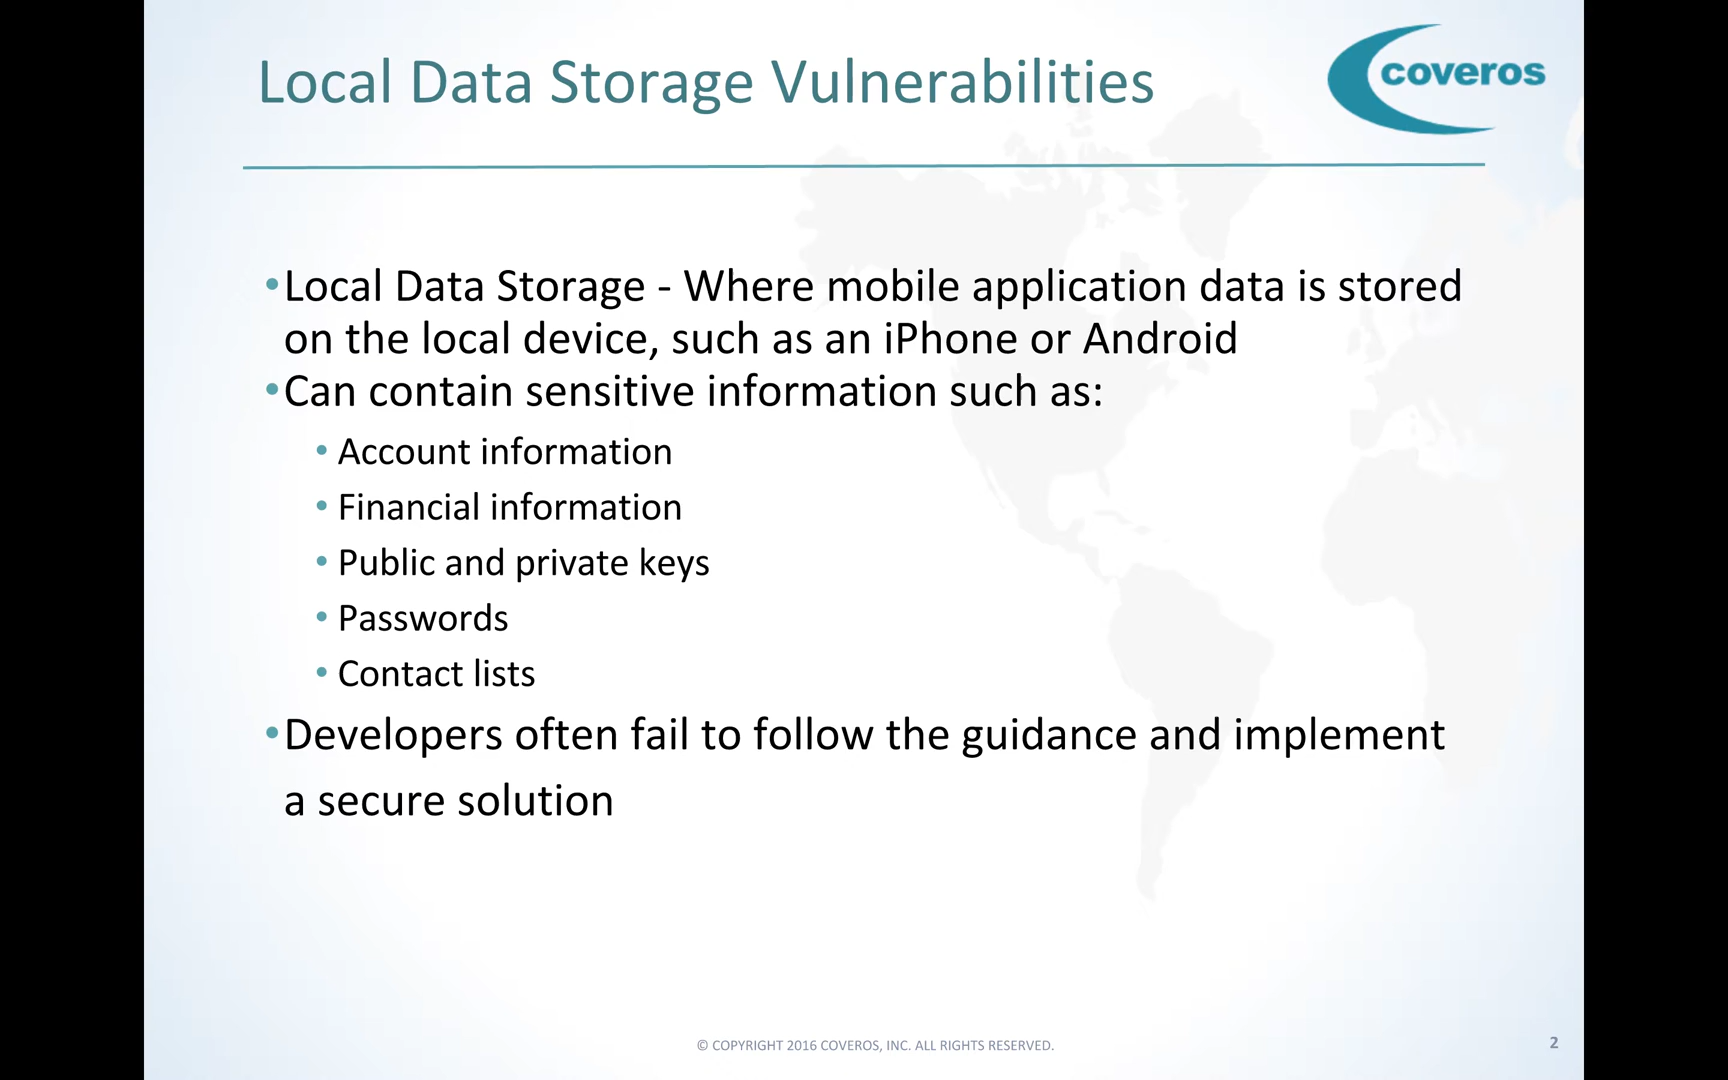 Local Data Storage Vulnerabilities
coveros
•Local Data Storage - Where mobile application data is stored
on the local device, such as an iPhone or Android
•Can contain sensitive information such as:
• Account information
• Financial information
• Public and private keys
• Passwords
• Contact lists
•Developers often fail to follow the guidance and implement
a secure solution
© COPYRIGHT 2016 COVEROS, INC. ALL RIGHTS RESERVED.
2